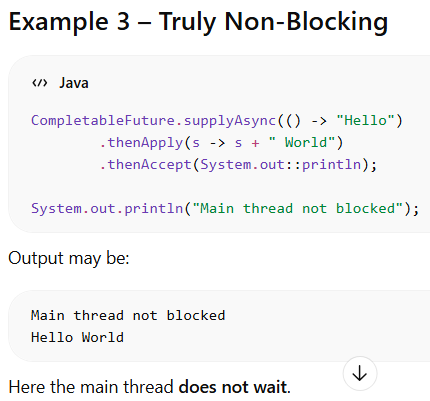 Example 3 – Truly Non-Blocking
</> Java
CompletableFuture.supplyAsync(() -> "Hello")
        .thenApply(s -> s + " World")
        .thenAccept(System.out::println);
System.out.println("Main thread not blocked");
Output may be:
Main thread not blocked
Hello World
Here the main thread does not wait.